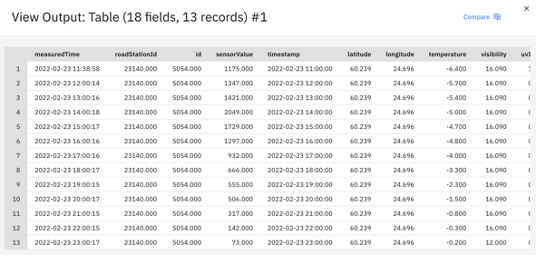 View Output: Table (18 fields, 13 records) #1
Compare
measuredTime roadStationId id sensorValue timestamp latitude longitude temperature visibility
1 2022-02-23 11:38:58 23140.000 5054.000 1175.000 2022-02-23 11:00:00 60.239 24.696 -6.400 16.090
2 2022-02-23 12:00:14 23140.000 5054.000 1347.000 2022-02-23 12:00:00 60.239 24.696 -5.700 16.090
3 2022-02-23 13:00:16 23140.000 5054.000 1421.000 2022-02-23 13:00:00 60.239 24.696 -5.400 16.090
4 2022-02-23 14:00:18 23140.000 5054.000 2049.000 2022-02-23 14:00:00 60.239 24.696 -5.000 16.090
5 2022-02-23 15:00:17 23140.000 5054.000 1729.000 2022-02-23 15:00:00 60.239 24.696 -4.700 16.090
6 2022-02-23 16:00:16 23140.000 5054.000 1297.000 2022-02-23 16:00:00 60.239 24.696 -4.800 16.090
7 2022-02-23 17:00:16 23140.000 5054.000 932.000 2022-02-23 17:00:00 60.239 24.696 -4.000 16.090
8 2022-02-23 18:00:17 23140.000 5054.000 666.000 2022-02-23 18:00:00 60.239 24.696 -3.300 16.090
9 2022-02-23 19:00:15 23140.000 5054.000 555.000 2022-02-23 19:00:00 60.239 24.696 -2.300 16.090
10 2022-02-23 20:00:17 23140.000 5054.000 506.000 2022-02-23 20:00:00 60.239 24.696 -1.500 16.090
11 2022-02-23 21:00:15 23140.000 5054.000 317.000 2022-02-23 21:00:00 60.239 24.696 -0.800 16.090
12 2022-02-23 22:00:15 23140.000 5054.000 142.000 2022-02-23 22:00:00 60.239 24.696 -0.300 16.090
13 2022-02-23 23:00:17 23140.000 5054.000 73.000 2022-02-23 23:00:00 60.239 24.696 -0.200 12.000